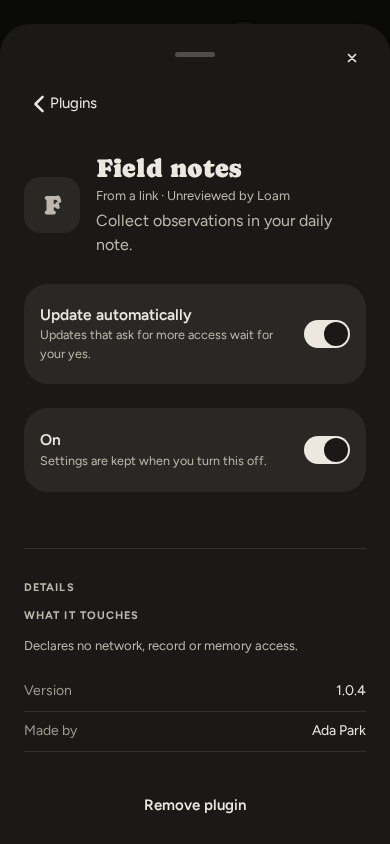 Plugins
Field notes
From a link · Unreviewed by Loam
Collect observations in your daily
note.
F
Update automatically
Updates that ask for more access wait for
your yes.
On
Settings are kept when you turn this off.
DETAILS
WHAT IT TOUCHES
Declares no network, record or memory access.
Version 1.0.4
Made by Ada Park
Remove plugin